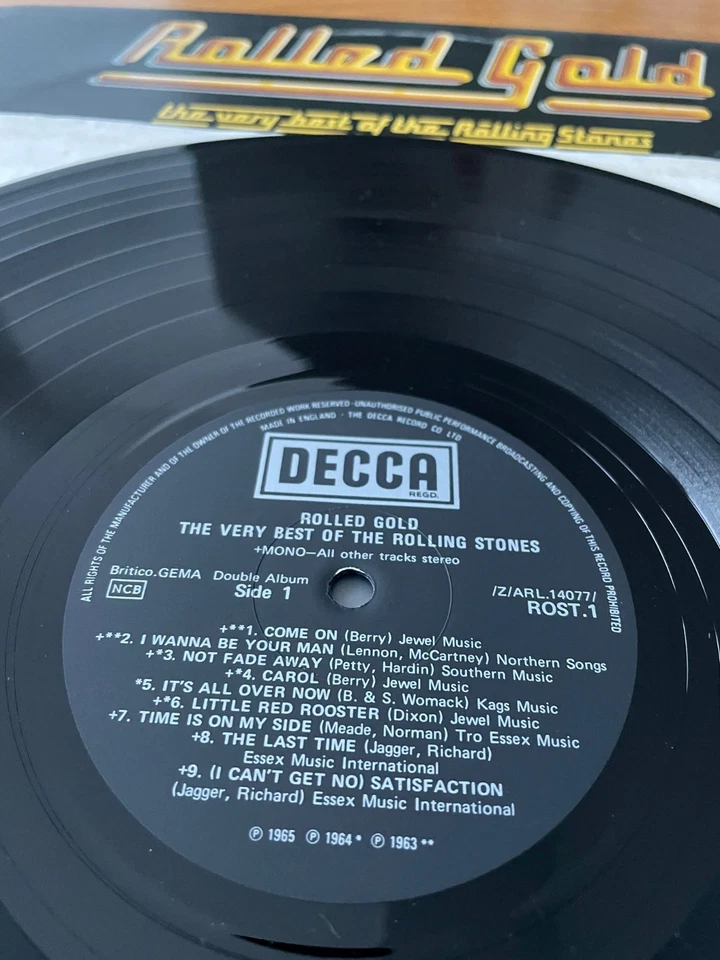 Rolled Gold
the very best of the Rolling Stones
ALL RIGHTS OF THE MANUFACTURER AND OF THE OWNER OF THE RECORDED WORK RESERVED · UNAUTHORISED PUBLIC PERFORMANCE BROADCASTING AND COPYING OF THIS RECORD PROHIBITED
MADE IN ENGLAND · THE DECCA RECORD CO LTD
DECCA
REGD.
ROLLED GOLD
THE VERY BEST OF THE ROLLING STONES
+MONO—All other tracks stereo
Britico.GEMA Double Album
NCB Side 1
/Z/ARL.14077/
ROST.1
+**1. COME ON (Berry) Jewel Music
+**2. I WANNA BE YOUR MAN (Lennon, McCartney) Northern Songs
+*3. NOT FADE AWAY (Petty, Hardin) Southern Music
+*4. CAROL (Berry) Jewel Music
*5. IT'S ALL OVER NOW (B. & S. Womack) Kags Music
+*6. LITTLE RED ROOSTER (Dixon) Jewel Music
+7. TIME IS ON MY SIDE (Meade, Norman) Tro Essex Music
+8. THE LAST TIME (Jagger, Richard)
Essex Music International
+9. (I CAN'T GET NO) SATISFACTION
(Jagger, Richard) Essex Music International
℗ 1965 ℗ 1964* ℗ 1963**